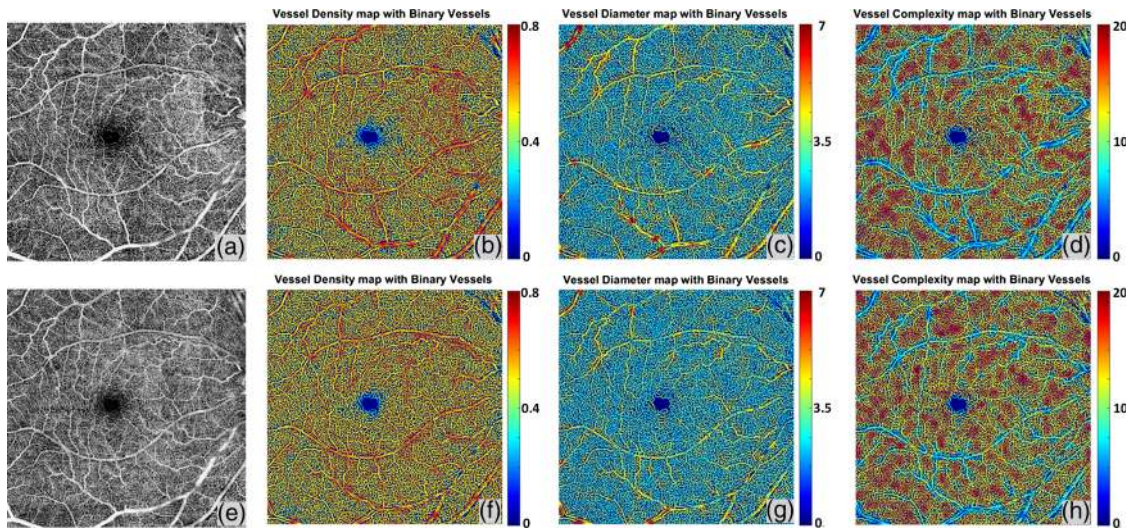 Vessel Density map with Binary Vessels
Vessel Diameter map with Binary Vessels
Vessel Complexity map with Binary Vessels
0.8
0.4
0
7
3.5
0
20
10
0
(a)
(b)
(c)
(d)
Vessel Density map with Binary Vessels
Vessel Diameter map with Binary Vessels
Vessel Complexity map with Binary Vessels
0.8
0.4
0
7
3.5
0
20
10
0
(e)
(f)
(g)
(h)